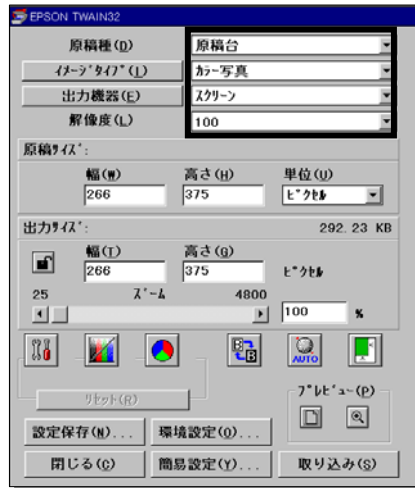 EPSON TWAIN32
原稿種(D) 原稿台
ｲﾒｰｼﾞﾀｲﾌﾟ(I) ｶﾗｰ写真
出力機器(E) ｽｸﾘｰﾝ
解像度(L) 100
原稿ｻｲｽﾞ:
幅(W) 高さ(H) 単位(U)
266 375 ﾋﾟｸｾﾙ
出力ｻｲｽﾞ: 292.23 KB
幅(T) 高さ(G)
266 375 ﾋﾟｸｾﾙ
25 ｽﾞｰﾑ 4800
100 %
B B AUTO
ﾘｾｯﾄ(R) ﾌﾟﾚﾋﾞｭｰ(P)
設定保存(N)... 環境設定(O)...
閉じる(C) 簡易設定(Y)... 取り込み(S)